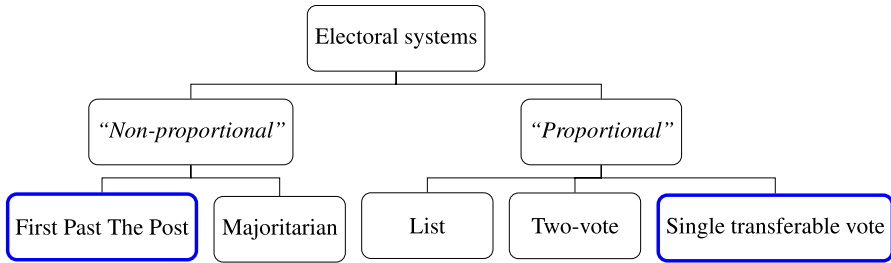 Electoral systems
“Non-proportional”
“Proportional”
First Past The Post
Majoritarian
List
Two-vote
Single transferable vote